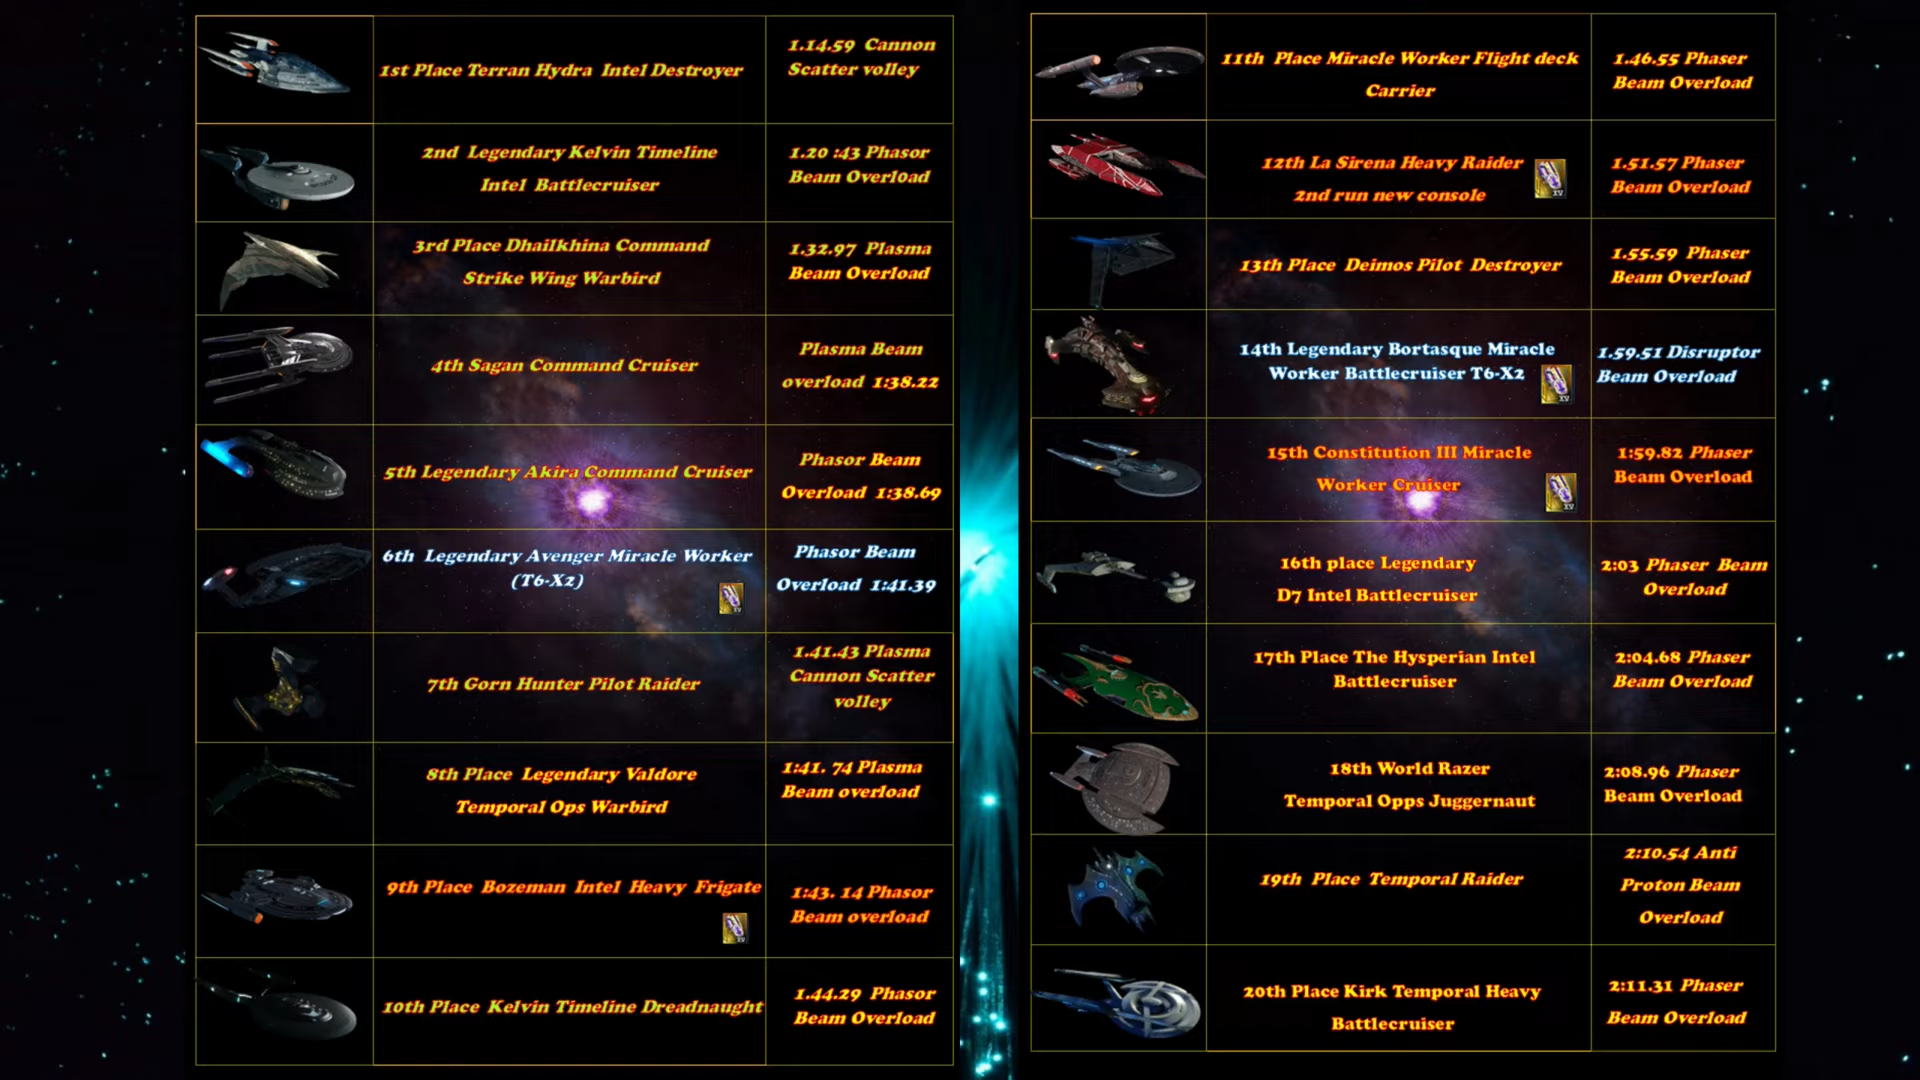 1st Place Terran Hydra Intel Destroyer
1.14.59 Cannon
Scatter volley
2nd Legendary Kelvin Timeline
Intel Battlecruiser
1.20 :43 Phasor
Beam Overl0ad
3rd Place Dhailkhina Command
Strike Wing Warbird
1.32.97 Plasma
Beam Overload
4th Sagan Command Cruiser
Plasma Beam
overload 1:38.22
5th Legendary Akira Command Cruiser
Phasor Beam
Overload 1:38.69
6th Legendary Avenger Miracle Worker
(T6-X2)
XV
Phasor Beam
Overload 1:41.39
7th Gorn Hunter Pilot Raider
1.41.43 Plasma
Cannon Scatter
volley
8th Place Legendary Valdore
Temporal Ops Warbird
1:41. 74 Plasma
Beam overload
9th Place Bozeman Intel Heavy Frigate
XV
1:43. 14 Phasor
Beam overload
10th Place Kelvin Timeline Dreadnaught
1.44.29 Phasor
Beam Overload
11th Place Miracle Worker Flight deck
Carrier
1.46.55 Phaser
Beam Overload
12th La Sirena Heavy Raider
2nd run new console
XV
1.51.57 Phaser
Beam Overload
13th Place Deimos Pilot Destroyer
1.55.59 Phaser
Beam Overload
14th Legendary Bortasque Miracle
Worker Battlecruiser T6-X2
XV
1.59.51 Disruptor
Beam Overload
15th Constitution III Miracle
Worker Cruiser
XV
1:59.82 Phaser
Beam Overload
16th place Legendary
D7 Intel Battlecruiser
2:03 Phaser Beam
Overload
17th Place The Hysperian Intel
Battlecruiser
2:04.68 Phaser
Beam Overload
18th World Razer
Temporal Opps Juggernaut
2:08.96 Phaser
Beam Overload
19th Place Temporal Raider
2:10.54 Anti
Proton Beam
Overload
20th Place Kirk Temporal Heavy
Battlecruiser
2:11.31 Phaser
Beam Overload